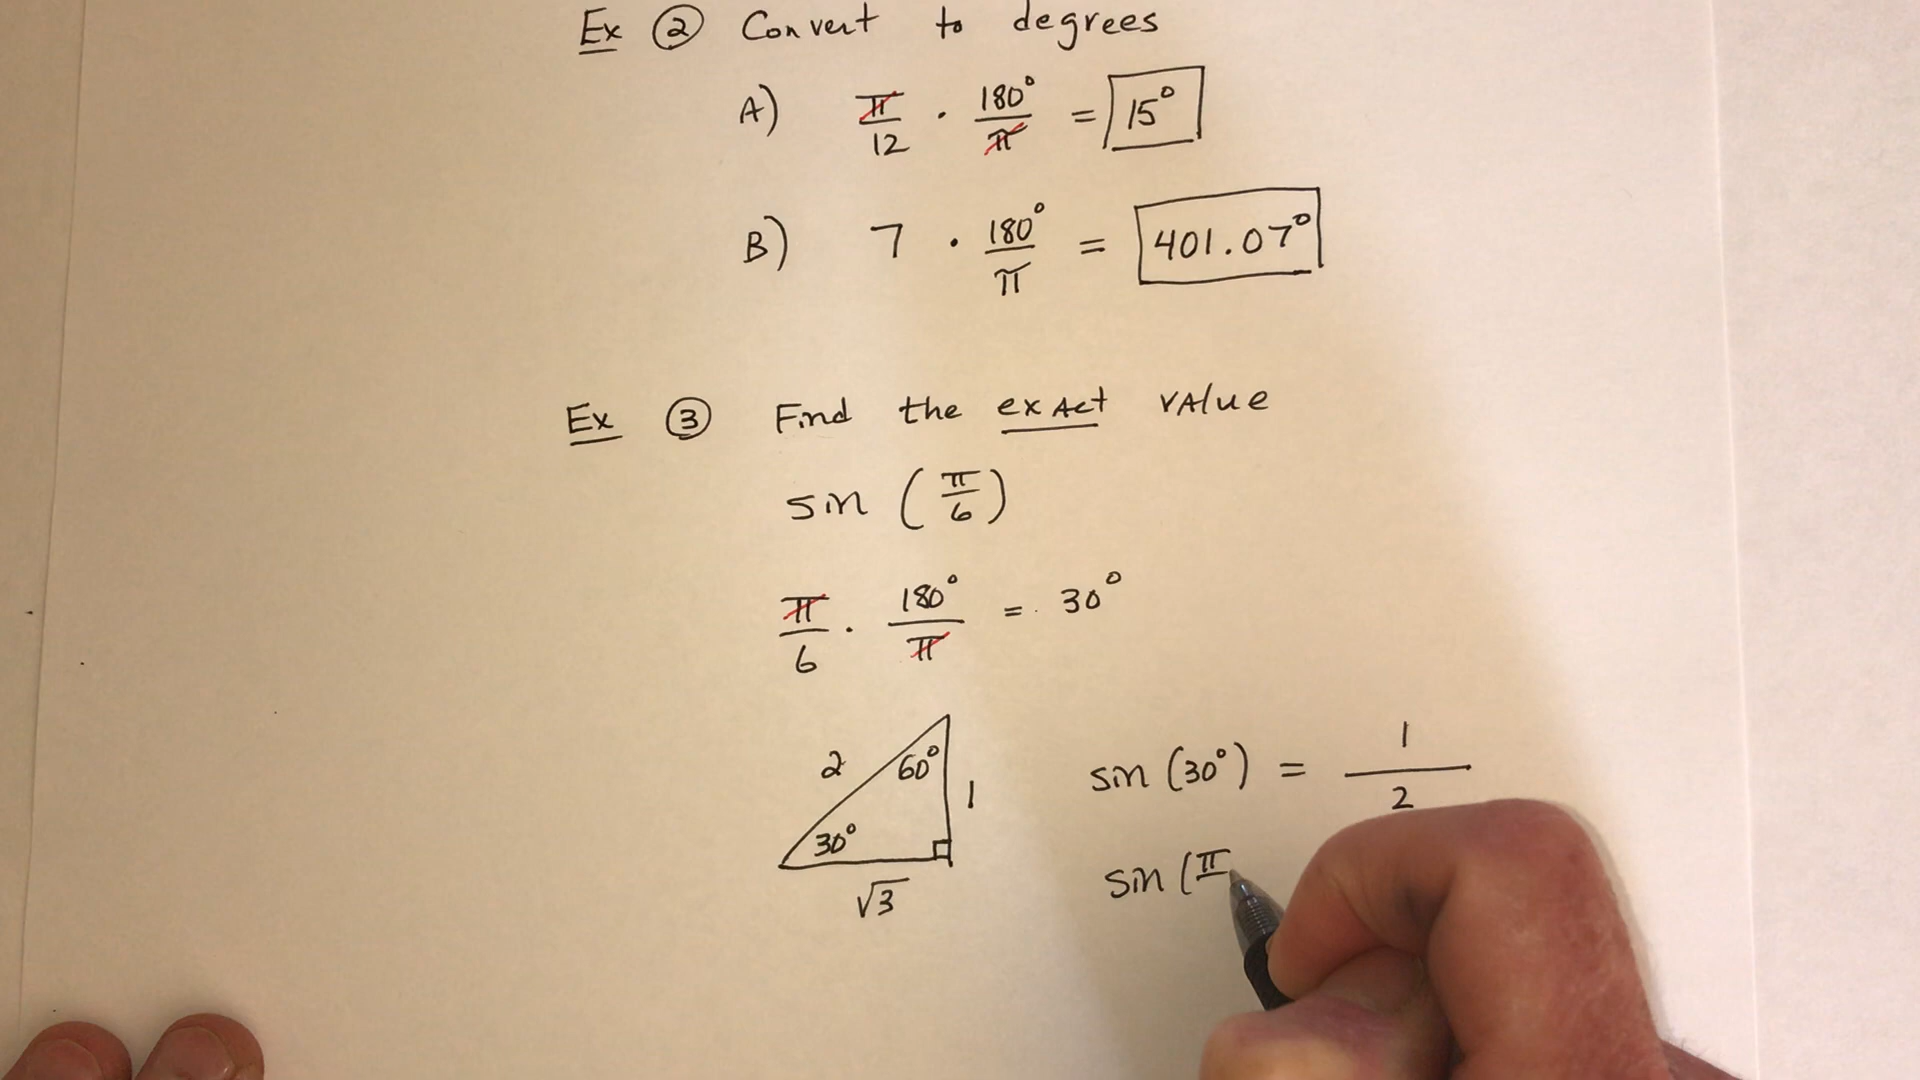 Ex ② Convert to degrees
A) π/12 · 180°/π = 15°
B) 7 · 180°/π = 401.07°
Ex ③ Find the exact value
sin (π/6)
π/6 · 180°/π = 30°
2 60° 1
30°
√3
sin (30°) = 1/2
sin (π